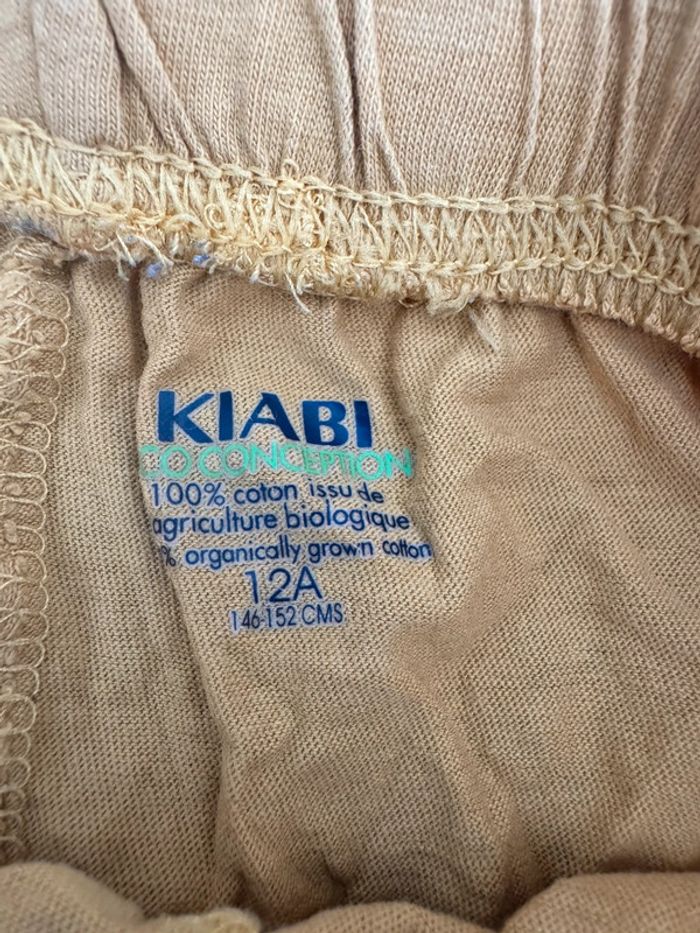 KIABI
CO CONCEPTION
100% coton issu de
agriculture biologique
% organically grown cotton
12A
146-152 CMS